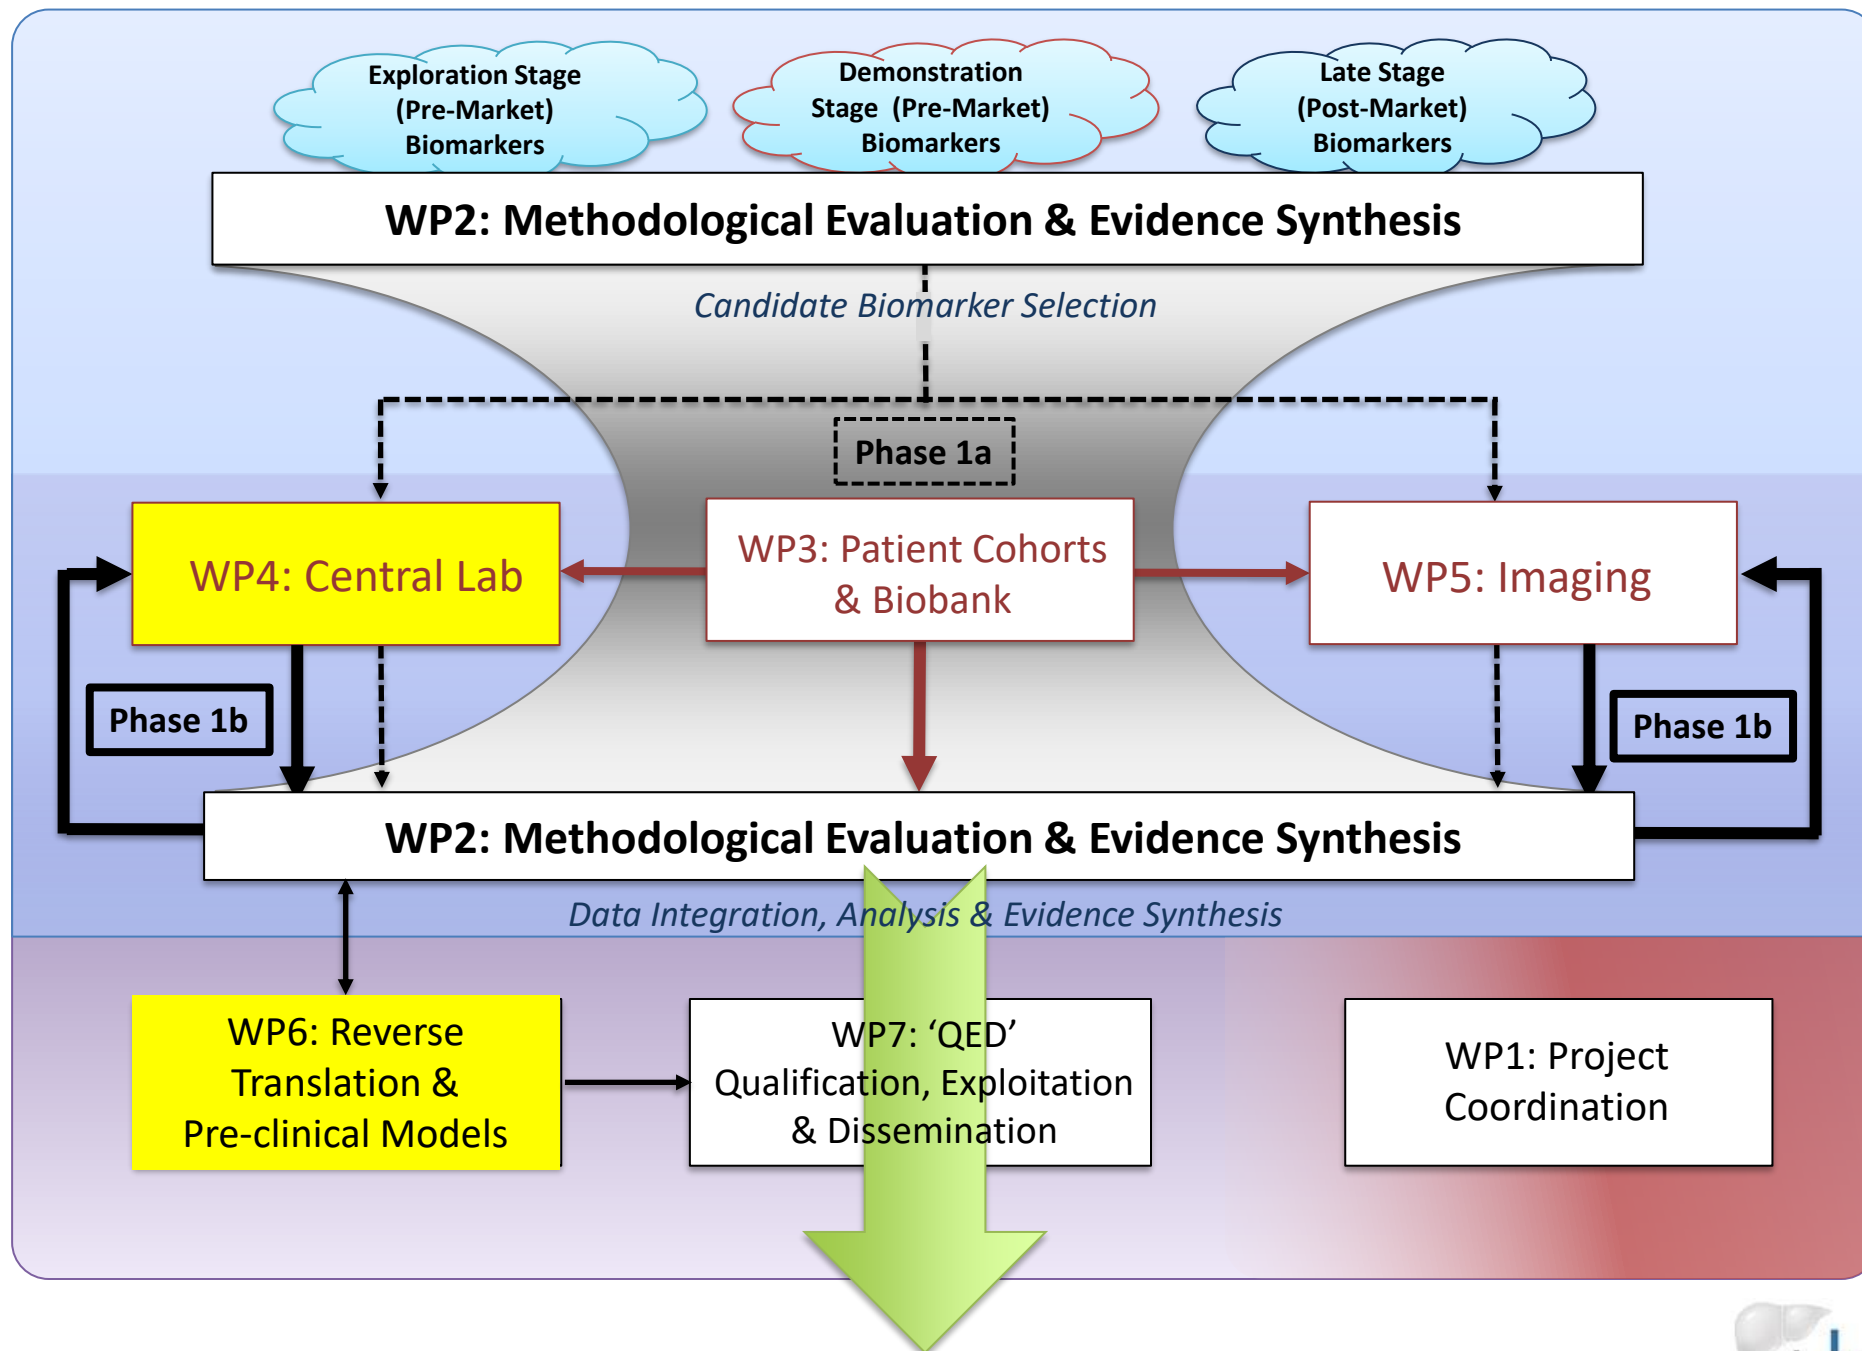 Exploration Stage
(Pre-Market)
Biomarkers
Demonstration
Stage (Pre-Market)
Biomarkers
Late Stage
(Post-Market)
Biomarkers
WP2: Methodological Evaluation & Evidence Synthesis
Candidate Biomarker Selection
Phase 1a
WP4: Central Lab
WP3: Patient Cohorts
& Biobank
WP5: Imaging
Phase 1b
Phase 1b
WP2: Methodological Evaluation & Evidence Synthesis
Data Integration, Analysis & Evidence Synthesis
WP6: Reverse
Translation &
Pre-clinical Models
WP7: ‘QED’
Qualification, Exploitation
& Dissemination
WP1: Project
Coordination